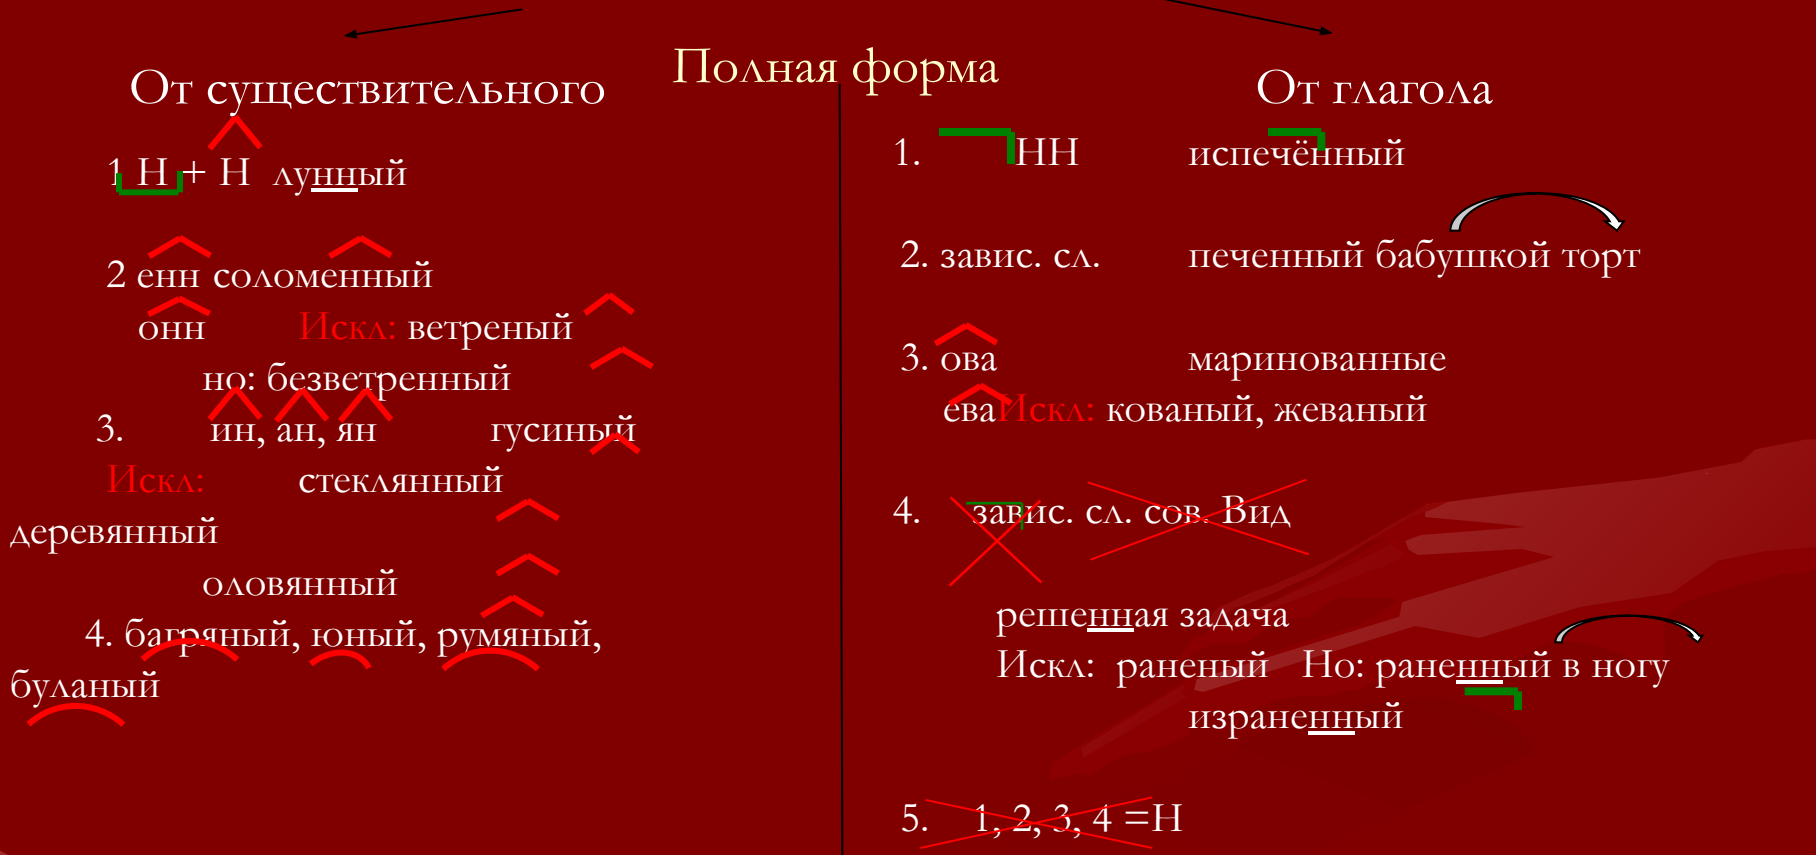 Полная форма
От существительного
1 Н + Н лунный
2 енн соломенный
онн Искл: ветреный
но: безветренный
3. ин, ан, ян гусиный
Искл: стеклянный
деревянный
оловянный
4. багряный, юный, румяный,
буланый
От глагола
1. НН испечённый
2. завис. сл. печенный бабушкой торт
3. ова маринованные
ева Искл: кованый, жеваный
4. завис. сл. сов. Вид
решенная задача
Искл: раненый Но: раненный в ногу
израненный
5. 1, 2, 3, 4 =Н